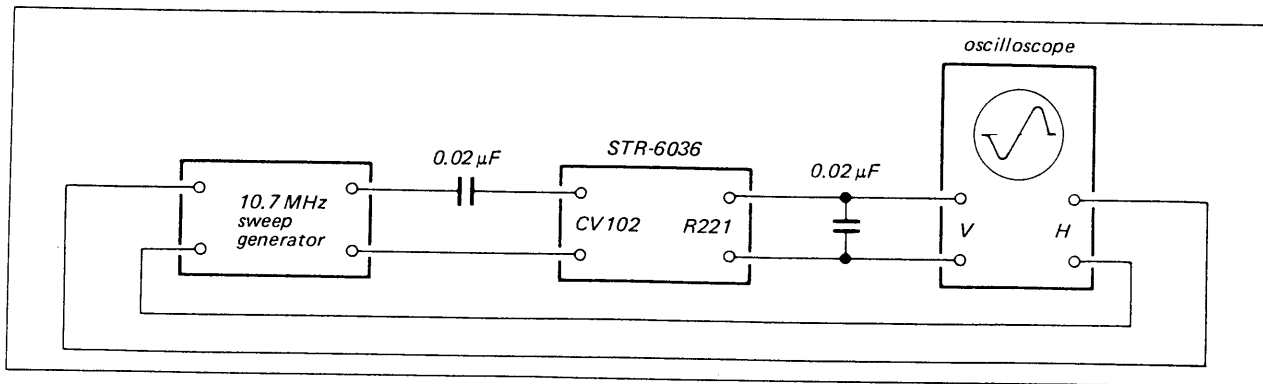 oscilloscope
0.02 μF
STR-6036
0.02 μF
10.7 MHz
sweep
generator
CV102
R221
V
H